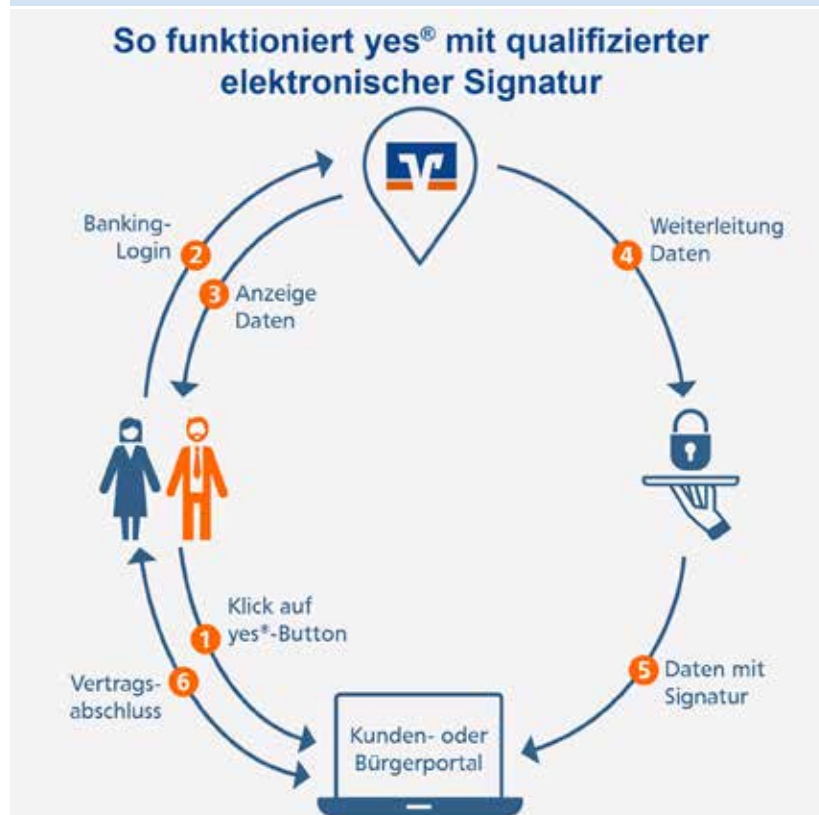 So funktioniert yes® mit qualifizierter
elektronischer Signatur
Banking-
Login
2
3
Anzeige
Daten
4
Weiterleitung
Daten
1
Klick auf
yes®-Button
6
Vertrags-
abschluss
5
Daten mit
Signatur
Kunden- oder
Bürgerportal